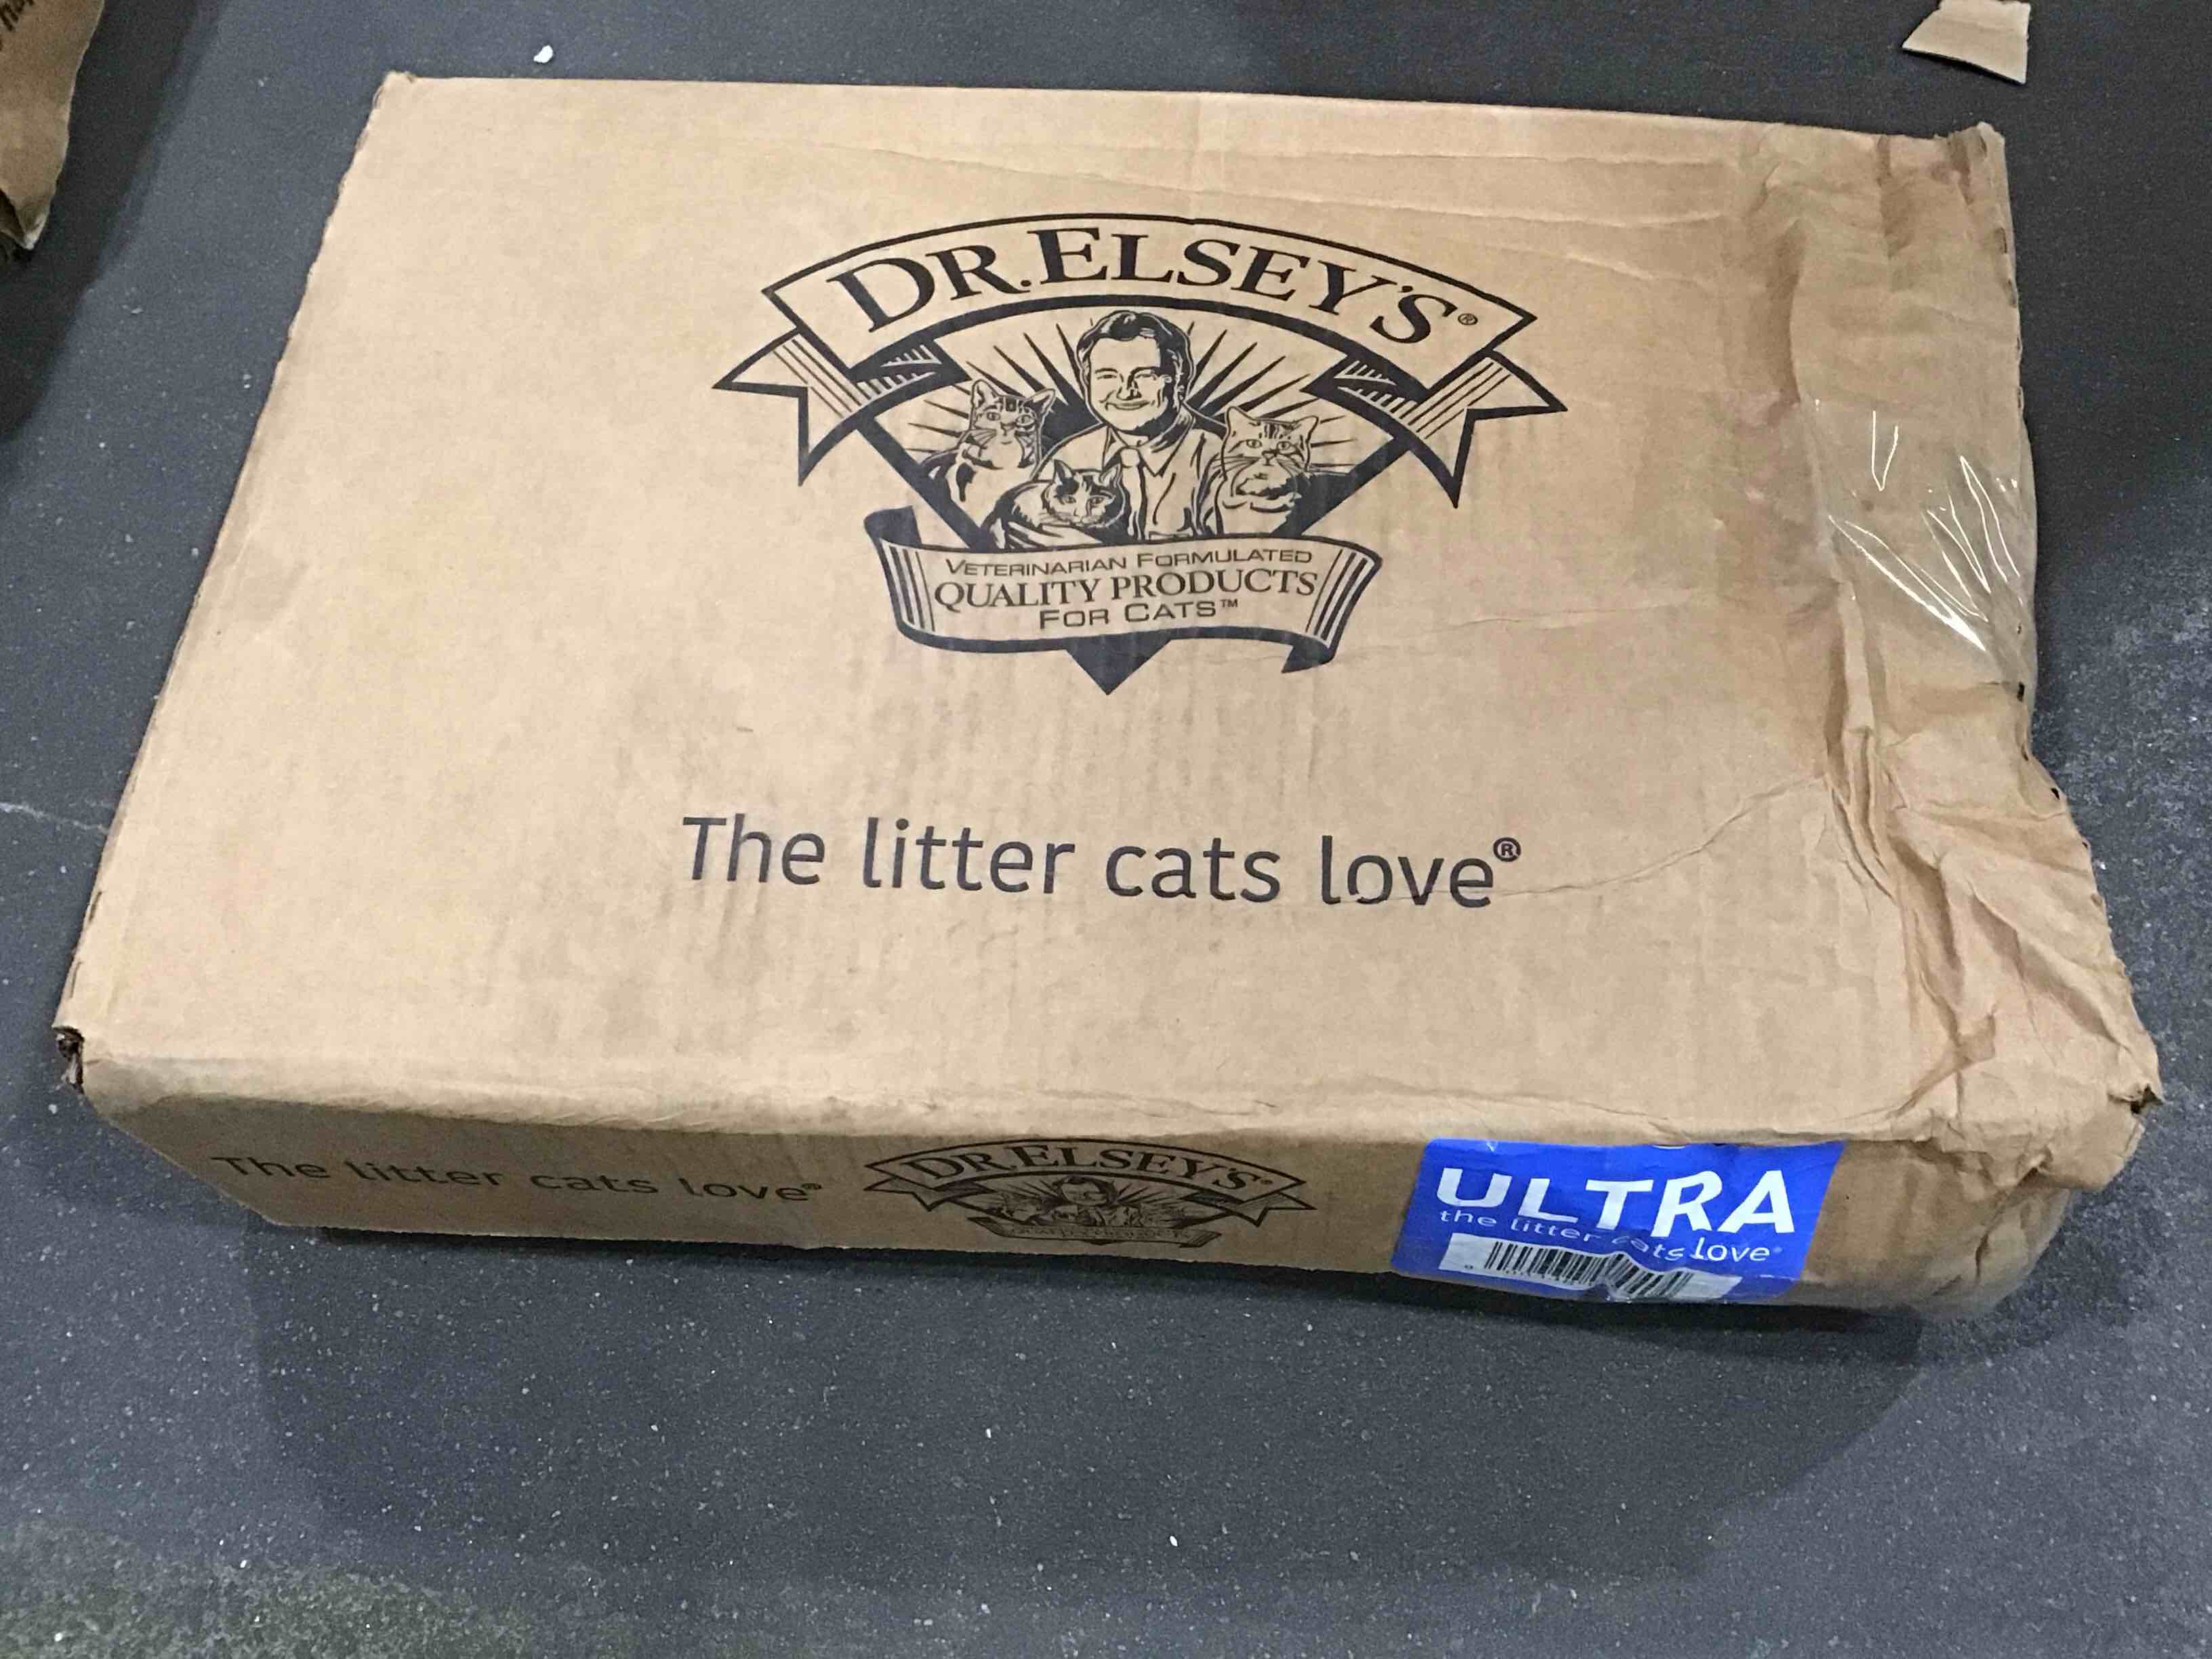 DR. ELSEY'S®
VETERINARIAN FORMULATED
QUALITY PRODUCTS
FOR CATS™
The litter cats love®
The litter cats love®
DR. ELSEY'S®
ULTRA
the litter cats love®